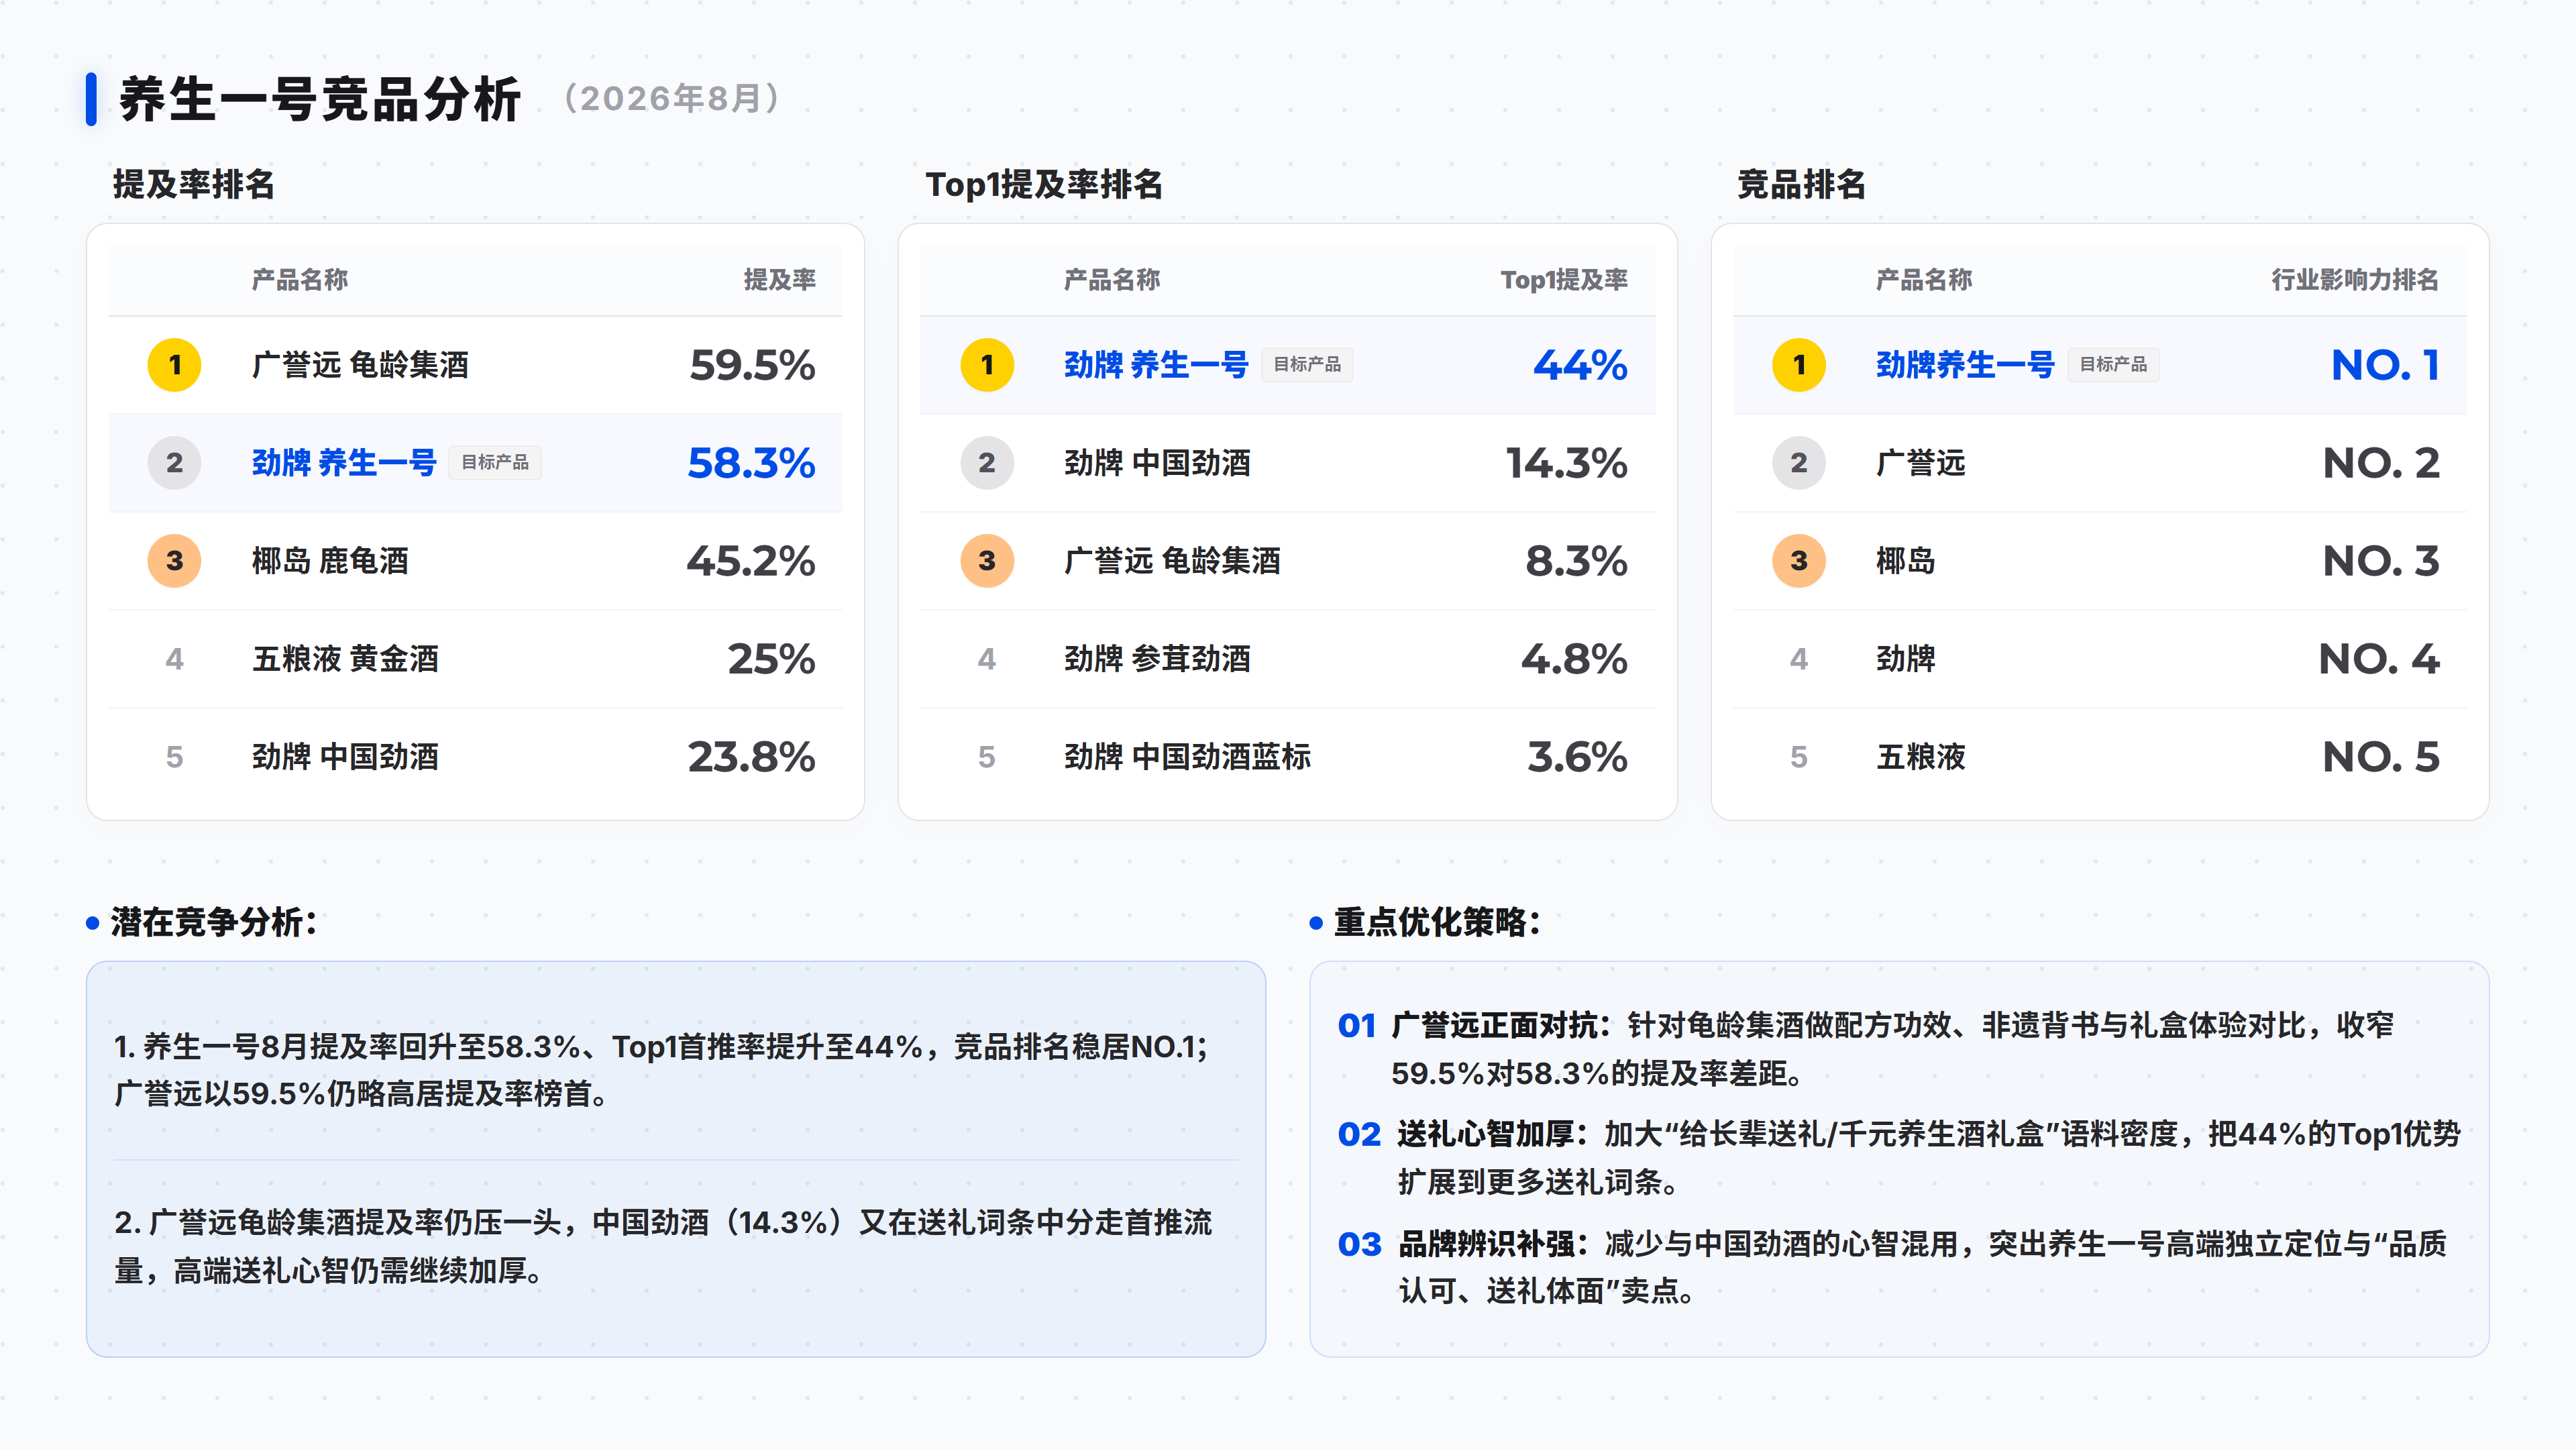 养生一号竞品分析 （2026年8月）
提及率排名
产品名称 提及率
1 广誉远 龟龄集酒 59.5%
2 劲牌 养生一号 目标产品 58.3%
3 椰岛 鹿龟酒 45.2%
4 五粮液 黄金酒 25%
5 劲牌 中国劲酒 23.8%
Top1提及率排名
产品名称 Top1提及率
1 劲牌 养生一号 目标产品 44%
2 劲牌 中国劲酒 14.3%
3 广誉远 龟龄集酒 8.3%
4 劲牌 参茸劲酒 4.8%
5 劲牌 中国劲酒蓝标 3.6%
竞品排名
产品名称 行业影响力排名
1 劲牌养生一号 目标产品 NO. 1
2 广誉远 NO. 2
3 椰岛 NO. 3
4 劲牌 NO. 4
5 五粮液 NO. 5
潜在竞争分析：
1. 养生一号8月提及率回升至58.3%、Top1首推率提升至44%，竞品排名稳居NO.1；
广誉远以59.5%仍略高居提及率榜首。
2. 广誉远龟龄集酒提及率仍压一头，中国劲酒（14.3%）又在送礼词条中分走首推流
量，高端送礼心智仍需继续加厚。
重点优化策略：
01 广誉远正面对抗：针对龟龄集酒做配方功效、非遗背书与礼盒体验对比，收窄
59.5%对58.3%的提及率差距。
02 送礼心智加厚：加大“给长辈送礼/千元养生酒礼盒”语料密度，把44%的Top1优势
扩展到更多送礼词条。
03 品牌辨识补强：减少与中国劲酒的心智混用，突出养生一号高端独立定位与“品质
认可、送礼体面”卖点。